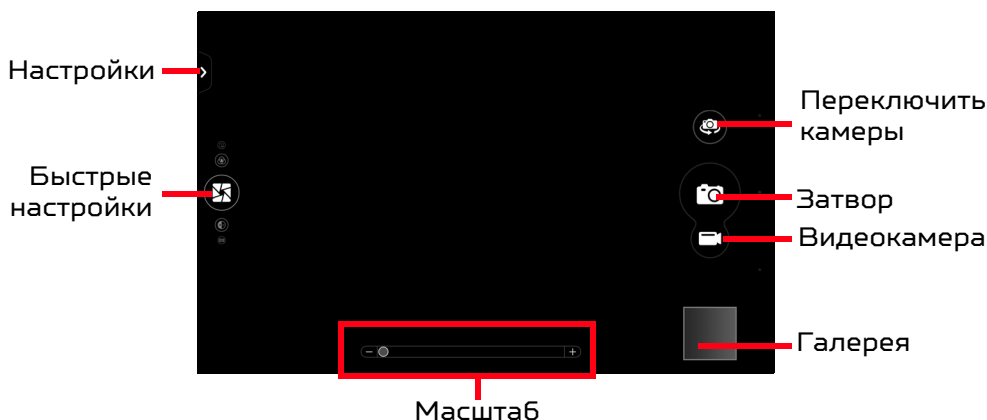 Настройки
Быстрые
настройки
Переключить
камеры
Затвор
Видеокамера
Галерея
Масштаб